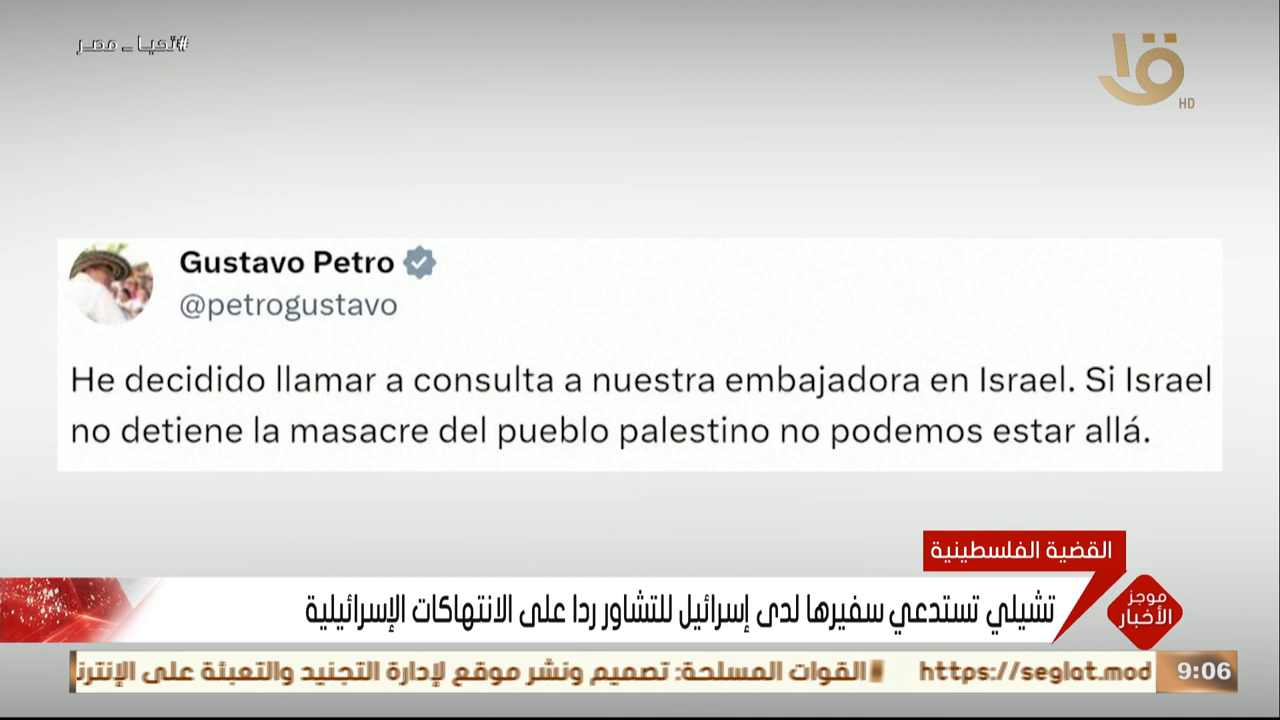 #تحيا_مصر
HD
Gustavo Petro
@petrogustavo
He decidido llamar a consulta a nuestra embajadora en Israel. Si Israel
no detiene la masacre del pueblo palestino no podemos estar allá.
القضية الفلسطينية
موجز
الأخبار
تشيلي تستدعي سفيرها لدى إسرائيل للتشاور ردا على الانتهاكات الإسرائيلية
9:06
https://seglat.mod
القوات المسلحة: تصميم ونشر موقع لإدارة التجنيد والتعبئة على